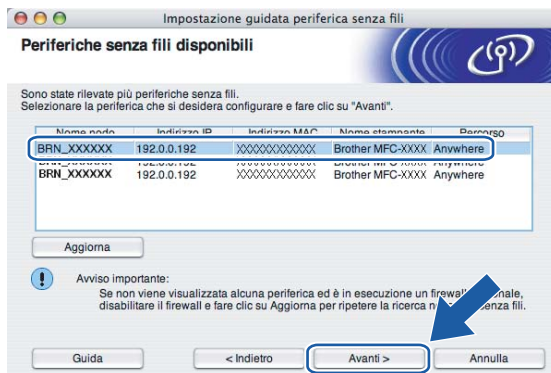 Impostazione guidata periferica senza fili
Periferiche senza fili disponibili
Sono state rilevate più periferiche senza fili.
Selezionare la periferica che si desidera configurare e fare clic su "Avanti".
Nome nodo Indirizzo IP Indirizzo MAC Nome stampante Percorso
BRN_XXXXXX 192.0.0.192 XXXXXXXXXXXX Brother MFC-XXXX Anywhere
BRN_XXXXXX 192.0.0.192 XXXXXXXXXXXX Brother MFC-XXXX Anywhere
Aggiorna
Avviso importante:
Se non viene visualizzata alcuna periferica ed è in esecuzione un
disabilitare il firewall e fare clic su Aggiorna per ripetere la ricerca senza fili.
Guida < Indietro Avanti > Annulla